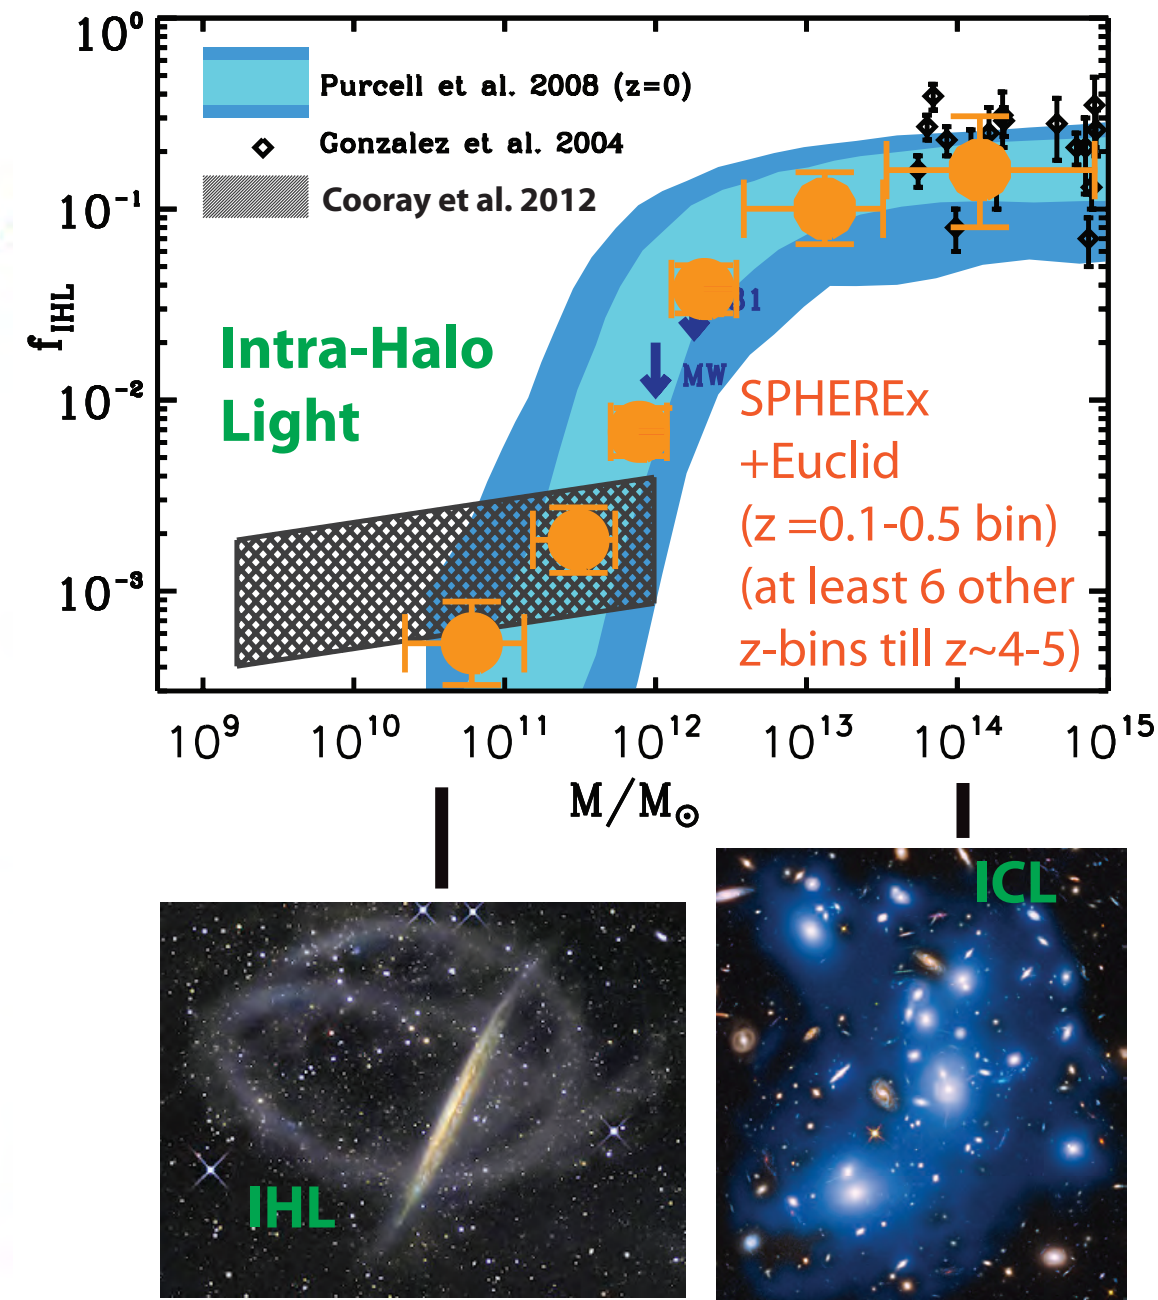 10⁰
Purcell et al. 2008 (z=0)
Gonzalez et al. 2004
Cooray et al. 2012
10⁻¹
f_IHL
Intra-Halo
Light
31
MW
10⁻²
SPHEREx
+Euclid
(z =0.1-0.5 bin)
(at least 6 other
z-bins till z~4-5)
10⁻³
10⁹ 10¹⁰ 10¹¹ 10¹² 10¹³ 10¹⁴ 10¹⁵
M/M☉
ICL
IHL